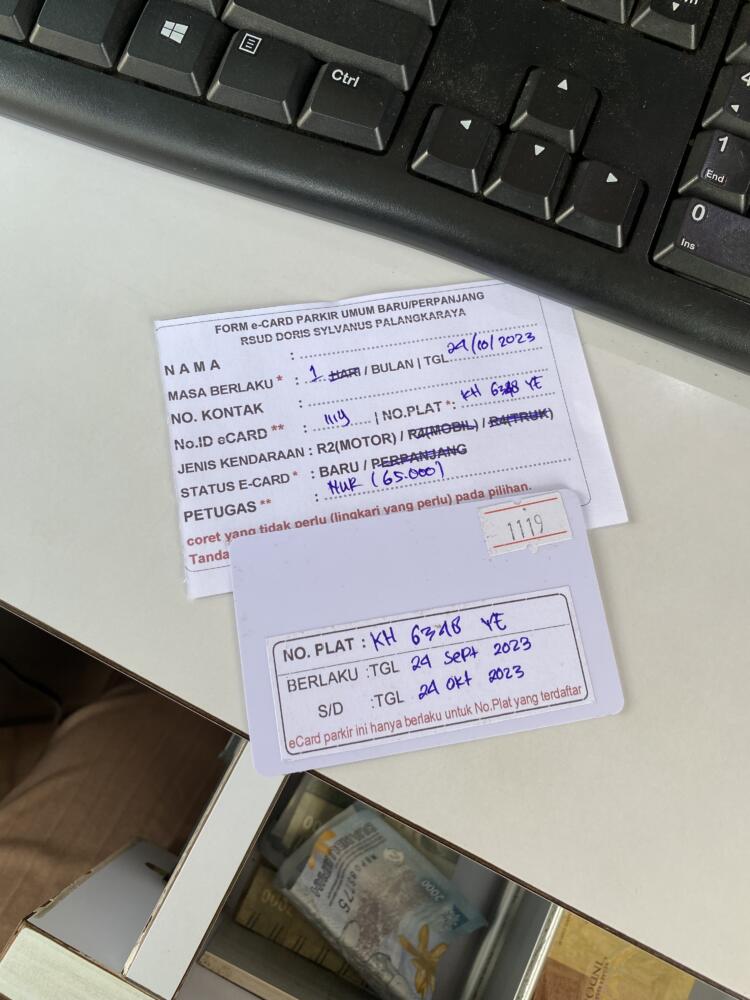 Ctrl
1
End
0
Ins
FORM e-CARD PARKIR UMUM BARU/PERPANJANG
RSUD DORIS SYLVANUS PALANGKARAYA
NAMA :
MASA BERLAKU * : 1 HARI / BULAN | TGL 24/10/2023
NO. KONTAK :
No.ID eCARD ** : 1119 | NO.PLAT * : KH 6348 YE
JENIS KENDARAAN : R2(MOTOR) / R4(MOBIL) / R4(TRUK)
STATUS E-CARD * : BARU / PERPANJANG
PETUGAS ** : NUR (65.000)
coret yang tidak perlu (lingkari yang perlu) pada pilihan.
Tanda
1119
NO. PLAT : KH 6348 YE
BERLAKU :TGL 24 Sept 2023
S/D :TGL 24 Okt 2023
eCard parkir ini hanya berlaku untuk No.Plat yang terdaftar